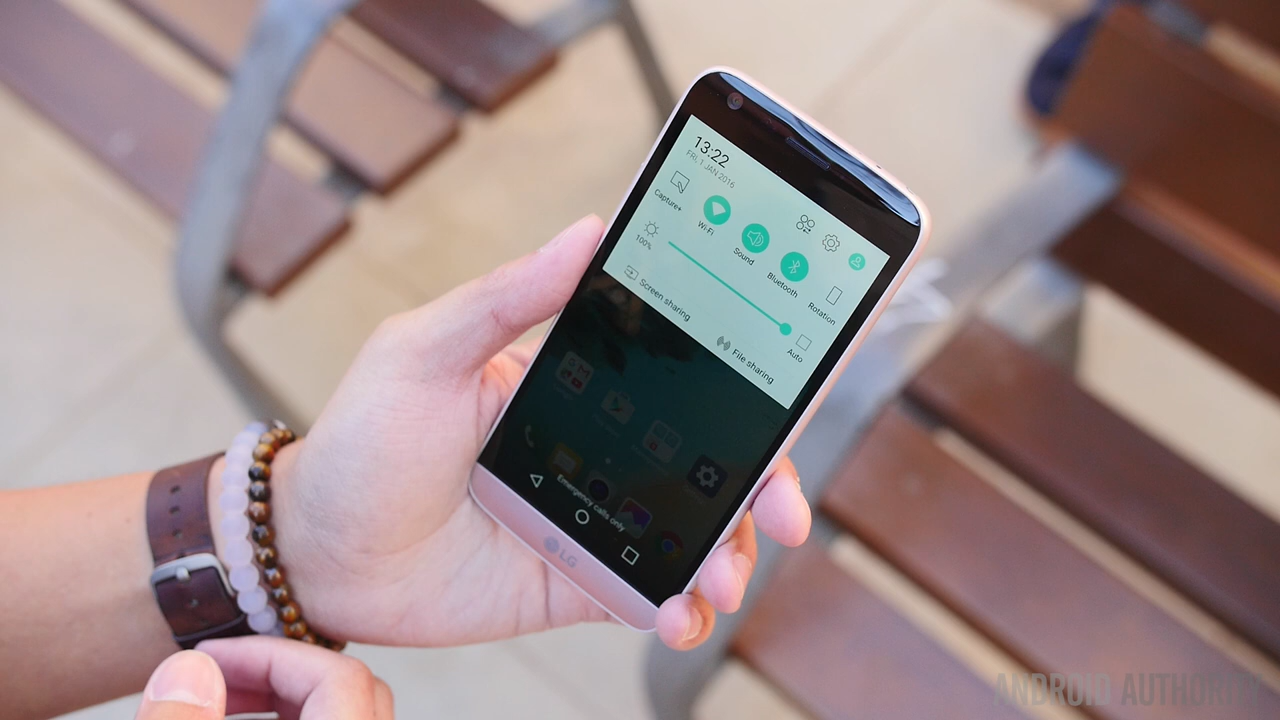 13:22
FRI, 1 JAN 2016
Capture+
Wi-Fi
Sound
Bluetooth
Rotation
100%
Auto
Screen sharing
File sharing
Emergency calls only
LG
ANDROID AUTHORITY